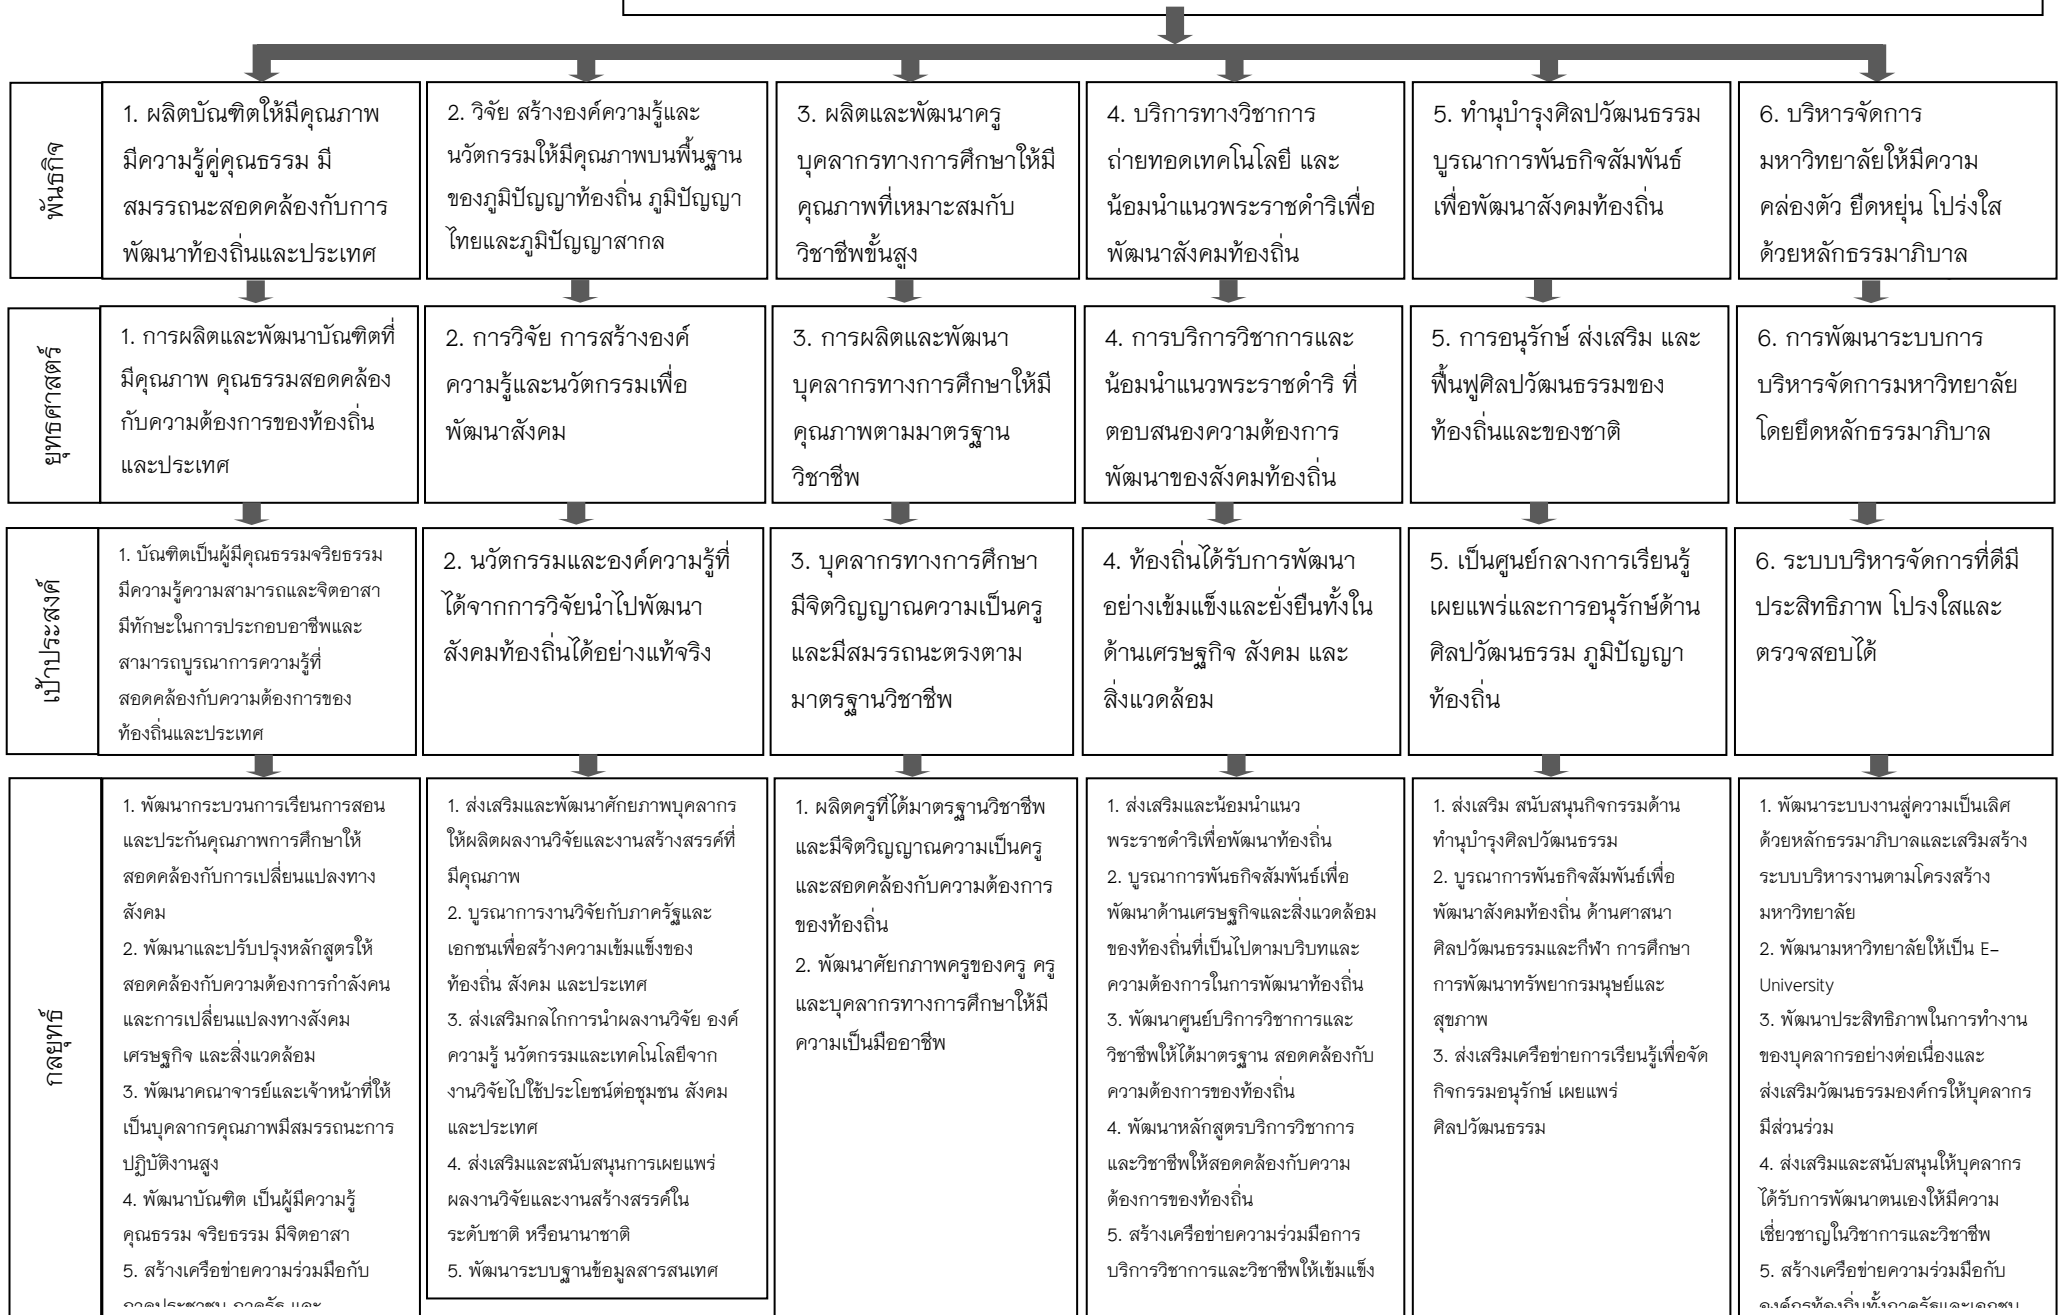 พันธกิจ
1. ผลิตบัณฑิตให้มีคุณภาพ
มีความรู้คู่คุณธรรม มี
สมรรถนะสอดคล้องกับการ
พัฒนาท้องถิ่นและประเทศ
2. วิจัย สร้างองค์ความรู้และ
นวัตกรรมให้มีคุณภาพบนพื้นฐาน
ของภูมิปัญญาท้องถิ่น ภูมิปัญญา
ไทยและภูมิปัญญาสากล
3. ผลิตและพัฒนาครู
บุคลากรทางการศึกษาให้มี
คุณภาพที่เหมาะสมกับ
วิชาชีพขั้นสูง
4. บริการทางวิชาการ
ถ่ายทอดเทคโนโลยี และ
น้อมนำแนวพระราชดำริเพื่อ
พัฒนาสังคมท้องถิ่น
5. ทำนุบำรุงศิลปวัฒนธรรม
บูรณาการพันธกิจสัมพันธ์
เพื่อพัฒนาสังคมท้องถิ่น
6. บริหารจัดการ
มหาวิทยาลัยให้มีความ
คล่องตัว ยืดหยุ่น โปร่งใส
ด้วยหลักธรรมาภิบาล
ยุทธศาสตร์
1. การผลิตและพัฒนาบัณฑิตที่
มีคุณภาพ คุณธรรมสอดคล้อง
กับความต้องการของท้องถิ่น
และประเทศ
2. การวิจัย การสร้างองค์
ความรู้และนวัตกรรมเพื่อ
พัฒนาสังคม
3. การผลิตและพัฒนา
บุคลากรทางการศึกษาให้มี
คุณภาพตามมาตรฐาน
วิชาชีพ
4. การบริการวิชาการและ
น้อมนำแนวพระราชดำริ ที่
ตอบสนองความต้องการ
พัฒนาของสังคมท้องถิ่น
5. การอนุรักษ์ ส่งเสริม และ
ฟื้นฟูศิลปวัฒนธรรมของ
ท้องถิ่นและของชาติ
6. การพัฒนาระบบการ
บริหารจัดการมหาวิทยาลัย
โดยยึดหลักธรรมาภิบาล
เป้าประสงค์
1. บัณฑิตเป็นผู้มีคุณธรรมจริยธรรม
มีความรู้ความสามารถและจิตอาสา
มีทักษะในการประกอบอาชีพและ
สามารถบูรณาการความรู้ที่
สอดคล้องกับความต้องการของ
ท้องถิ่นและประเทศ
2. นวัตกรรมและองค์ความรู้ที่
ได้จากการวิจัยนำไปพัฒนา
สังคมท้องถิ่นได้อย่างแท้จริง
3. บุคลากรทางการศึกษา
มีจิตวิญญาณความเป็นครู
และมีสมรรถนะตรงตาม
มาตรฐานวิชาชีพ
4. ท้องถิ่นได้รับการพัฒนา
อย่างเข้มแข็งและยั่งยืนทั้งใน
ด้านเศรษฐกิจ สังคม และ
สิ่งแวดล้อม
5. เป็นศูนย์กลางการเรียนรู้
เผยแพร่และการอนุรักษ์ด้าน
ศิลปวัฒนธรรม ภูมิปัญญา
ท้องถิ่น
6. ระบบบริหารจัดการที่ดีมี
ประสิทธิภาพ โปรงใสและ
ตรวจสอบได้
กลยุทธ์
1. พัฒนากระบวนการเรียนการสอน
และประกันคุณภาพการศึกษาให้
สอดคล้องกับการเปลี่ยนแปลงทาง
สังคม
2. พัฒนาและปรับปรุงหลักสูตรให้
สอดคล้องกับความต้องการกำลังคน
และการเปลี่ยนแปลงทางสังคม
เศรษฐกิจ และสิ่งแวดล้อม
3. พัฒนาคณาจารย์และเจ้าหน้าที่ให้
เป็นบุคลากรคุณภาพมีสมรรถนะการ
ปฏิบัติงานสูง
4. พัฒนาบัณฑิต เป็นผู้มีความรู้
คุณธรรม จริยธรรม มีจิตอาสา
5. สร้างเครือข่ายความร่วมมือกับ
ภาคประชาชน ภาครัฐ และ
1. ส่งเสริมและพัฒนาศักยภาพบุคลากร
ให้ผลิตผลงานวิจัยและงานสร้างสรรค์ที่
มีคุณภาพ
2. บูรณาการงานวิจัยกับภาครัฐและ
เอกชนเพื่อสร้างความเข้มแข็งของ
ท้องถิ่น สังคม และประเทศ
3. ส่งเสริมกลไกการนำผลงานวิจัย องค์
ความรู้ นวัตกรรมและเทคโนโลยีจาก
งานวิจัยไปใช้ประโยชน์ต่อชุมชน สังคม
และประเทศ
4. ส่งเสริมและสนับสนุนการเผยแพร่
ผลงานวิจัยและงานสร้างสรรค์ใน
ระดับชาติ หรือนานาชาติ
5. พัฒนาระบบฐานข้อมูลสารสนเทศ
1. ผลิตครูที่ได้มาตรฐานวิชาชีพ
และมีจิตวิญญาณความเป็นครู
และสอดคล้องกับความต้องการ
ของท้องถิ่น
2. พัฒนาศัยกภาพครูของครู ครู
และบุคลากรทางการศึกษาให้มี
ความเป็นมืออาชีพ
1. ส่งเสริมและน้อมนำแนว
พระราชดำริเพื่อพัฒนาท้องถิ่น
2. บูรณาการพันธกิจสัมพันธ์เพื่อ
พัฒนาด้านเศรษฐกิจและสิ่งแวดล้อม
ของท้องถิ่นที่เป็นไปตามบริบทและ
ความต้องการในการพัฒนาท้องถิ่น
3. พัฒนาศูนย์บริการวิชาการและ
วิชาชีพให้ได้มาตรฐาน สอดคล้องกับ
ความต้องการของท้องถิ่น
4. พัฒนาหลักสูตรบริการวิชาการ
และวิชาชีพให้สอดคล้องกับความ
ต้องการของท้องถิ่น
5. สร้างเครือข่ายความร่วมมือการ
บริการวิชาการและวิชาชีพให้เข้มแข็ง
1. ส่งเสริม สนับสนุนกิจกรรมด้าน
ทำนุบำรุงศิลปวัฒนธรรม
2. บูรณาการพันธกิจสัมพันธ์เพื่อ
พัฒนาสังคมท้องถิ่น ด้านศาสนา
ศิลปวัฒนธรรมและกีฬา การศึกษา
การพัฒนาทรัพยากรมนุษย์และ
สุขภาพ
3. ส่งเสริมเครือข่ายการเรียนรู้เพื่อจัด
กิจกรรมอนุรักษ์ เผยแพร่
ศิลปวัฒนธรรม
1. พัฒนาระบบงานสู่ความเป็นเลิศ
ด้วยหลักธรรมาภิบาลและเสริมสร้าง
ระบบบริหารงานตามโครงสร้าง
มหาวิทยาลัย
2. พัฒนามหาวิทยาลัยให้เป็น E-
University
3. พัฒนาประสิทธิภาพในการทำงาน
ของบุคลากรอย่างต่อเนื่องและ
ส่งเสริมวัฒนธรรมองค์กรให้บุคลากร
มีส่วนร่วม
4. ส่งเสริมและสนับสนุนให้บุคลากร
ได้รับการพัฒนาตนเองให้มีความ
เชี่ยวชาญในวิชาการและวิชาชีพ
5. สร้างเครือข่ายความร่วมมือกับ
องค์กรท้องถิ่นทั้งภาครัฐและเอกชน